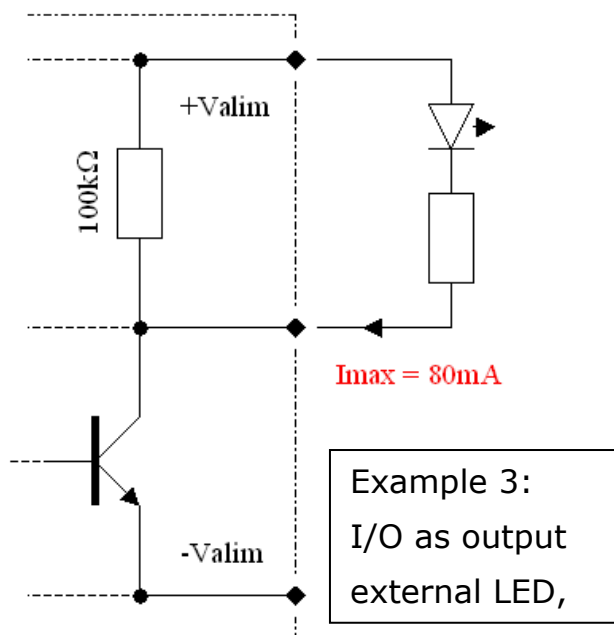 +Valim
100kΩ
Imax = 80mA
-Valim
Example 3:
I/O as output
external LED,